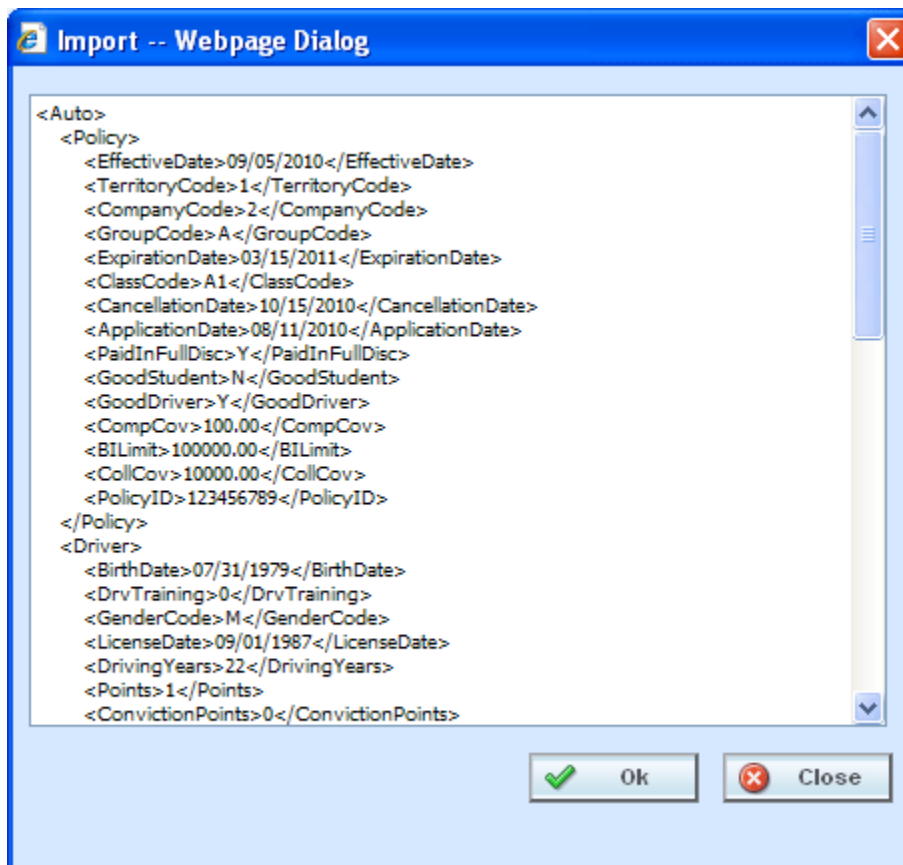 Import -- Webpage Dialog
<Auto>
<Policy>
<EffectiveDate>09/05/2010</EffectiveDate>
<TerritoryCode>1</TerritoryCode>
<CompanyCode>2</CompanyCode>
<GroupCode>A</GroupCode>
<ExpirationDate>03/15/2011</ExpirationDate>
<ClassCode>A1</ClassCode>
<CancellationDate>10/15/2010</CancellationDate>
<ApplicationDate>08/11/2010</ApplicationDate>
<PaidInFullDisc>Y</PaidInFullDisc>
<GoodStudent>N</GoodStudent>
<GoodDriver>Y</GoodDriver>
<CompCov>100.00</CompCov>
<BILimit>100000.00</BILimit>
<CollCov>10000.00</CollCov>
<PolicyID>123456789</PolicyID>
</Policy>
<Driver>
<BirthDate>07/31/1979</BirthDate>
<DrvTraining>0</DrvTraining>
<GenderCode>M</GenderCode>
<LicenseDate>09/01/1987</LicenseDate>
<DrivingYears>22</DrivingYears>
<Points>1</Points>
<ConvictionPoints>0</ConvictionPoints>
Ok Close